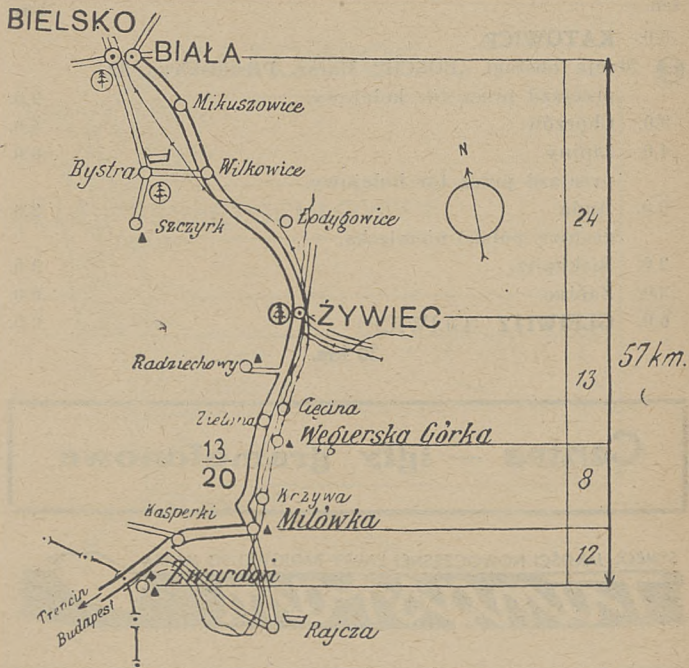 BIELSKO
BIAŁA
Mikuszowice
Bystra
Wilkowice
N
Szczyrk
Łodygowice
24
ŻYWIEC
57 km.
Radziechowy
13
Cięcina
Zielona
Węgierska Górka
13
20
8
Krzywa
Kasperki
Milówka
12
Zwardoń
Trencin
Budapest
Rajcza